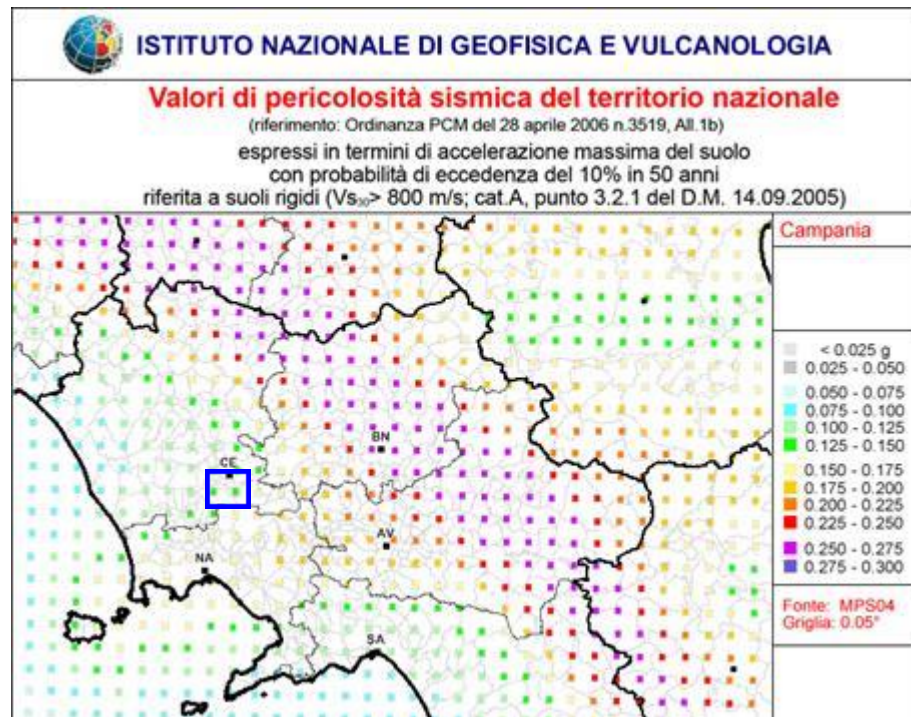 ISTITUTO NAZIONALE DI GEOFISICA E VULCANOLOGIA
Valori di pericolosità sismica del territorio nazionale
(riferimento: Ordinanza PCM del 28 aprile 2006 n.3519, All.1b)
espressi in termini di accelerazione massima del suolo
con probabilità di eccedenza del 10% in 50 anni
riferita a suoli rigidi (Vs₃₀> 800 m/s; cat.A, punto 3.2.1 del D.M. 14.09.2005)
Campania
< 0.025 g
0.025 - 0.050
0.050 - 0.075
0.075 - 0.100
0.100 - 0.125
0.125 - 0.150
0.150 - 0.175
0.175 - 0.200
0.200 - 0.225
0.225 - 0.250
0.250 - 0.275
0.275 - 0.300
Fonte: MPS04
Griglia: 0.05°
BN
CE
AV
NA
SA